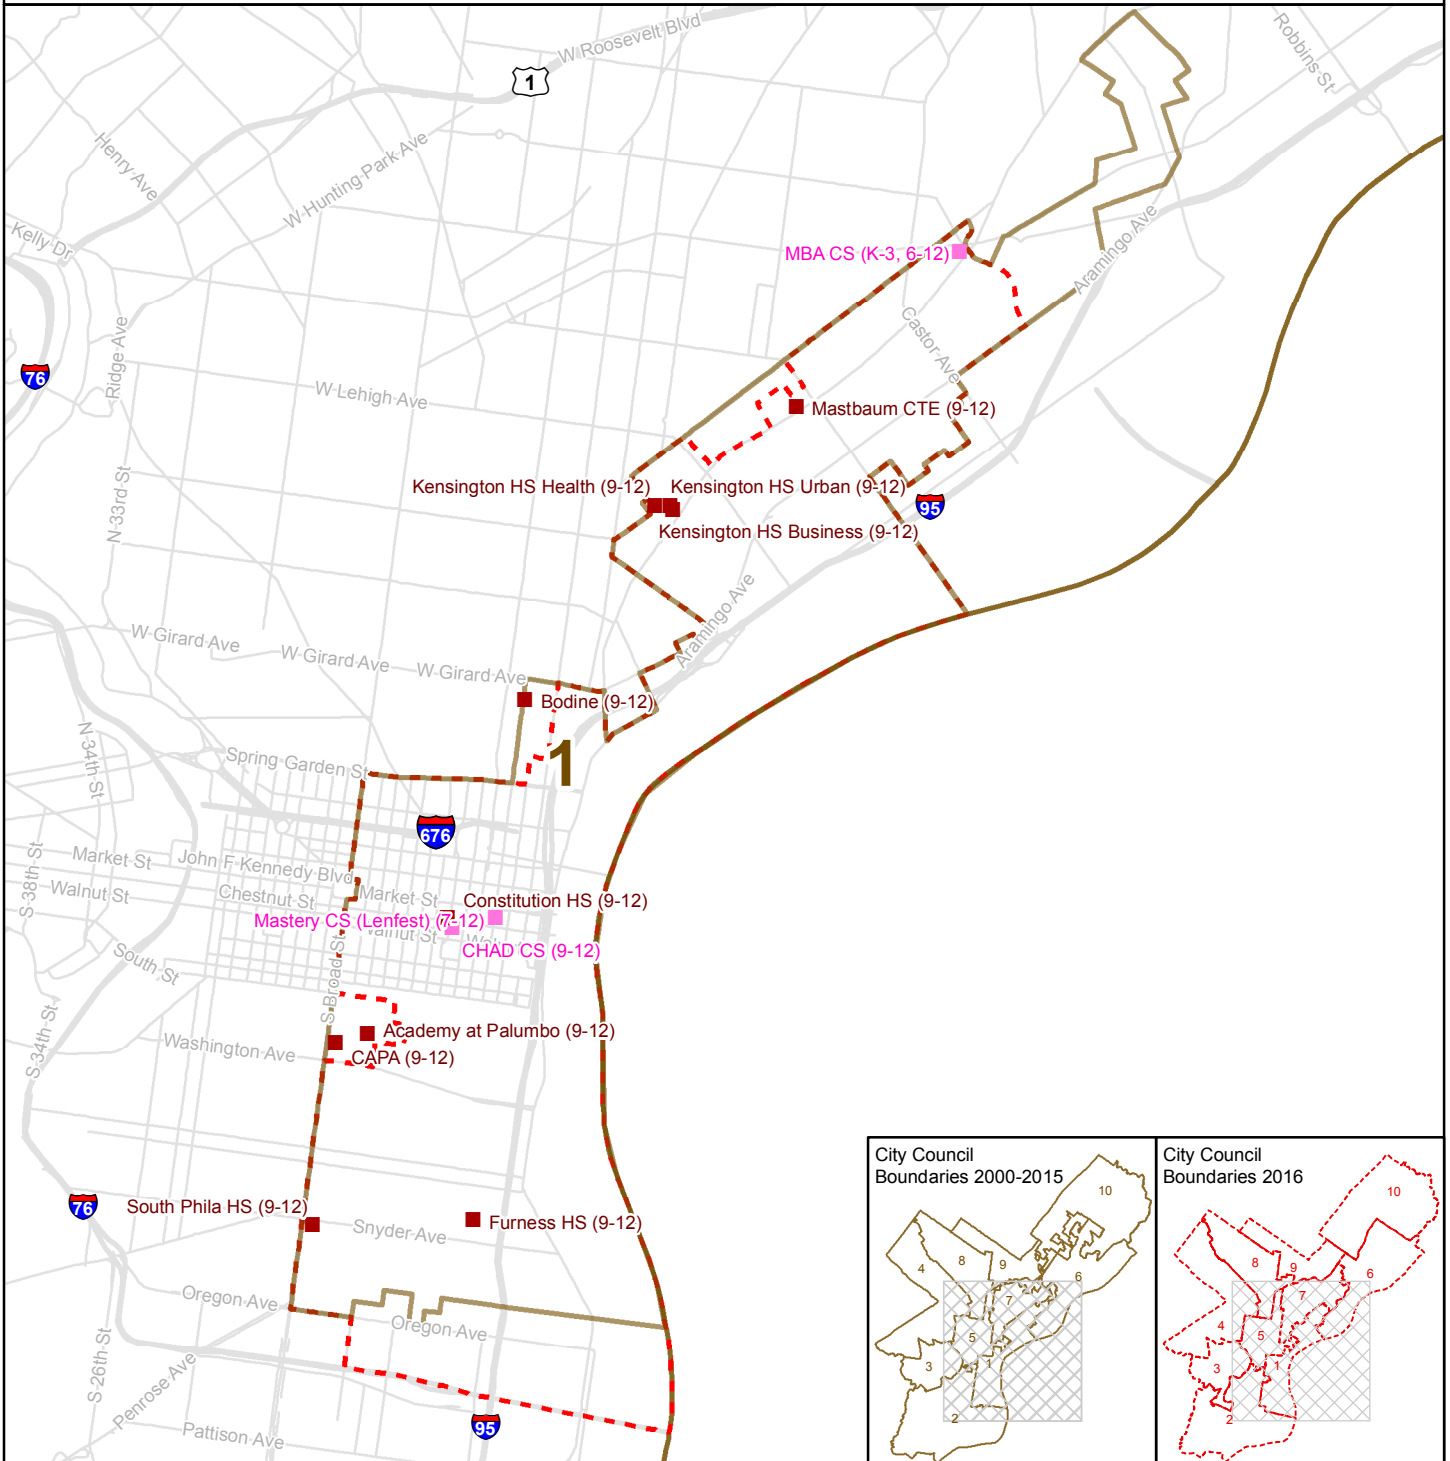 W Roosevelt Blvd
1
Robbins St
Henry Ave
W Hunting Park Ave
Kelly Dr
MBA CS (K-3, 6-12)
Aramingo Ave
Castor Ave
Ridge Ave
76
W Lehigh Ave
Mastbaum CTE (9-12)
N 33rd St
Kensington HS Health (9-12)
Kensington HS Urban (9-12)
95
Kensington HS Business (9-12)
Aramingo Ave
W Girard Ave
W Girard Ave
W Girard Ave
Bodine (9-12)
N 34th St
1
Spring Garden St
676
S 38th St
Market St
John F Kennedy Blvd
Walnut St
Chestnut St
Market St
Constitution HS (9-12)
Mastery CS (Lenfest) (7-12)
Walnut St
CHAD CS (9-12)
South St
S Broad St
S 34th St
Washington Ave
Academy at Palumbo (9-12)
CAPA (9-12)
76
South Phila HS (9-12)
Snyder Ave
Furness HS (9-12)
Oregon Ave
Oregon Ave
S 26th St
Penrose Ave
Pattison Ave
95
City Council
Boundaries 2000-2015
10
4
8
9
6
7
5
3
1
2
City Council
Boundaries 2016
10
8
9
6
7
4
5
3
1
2